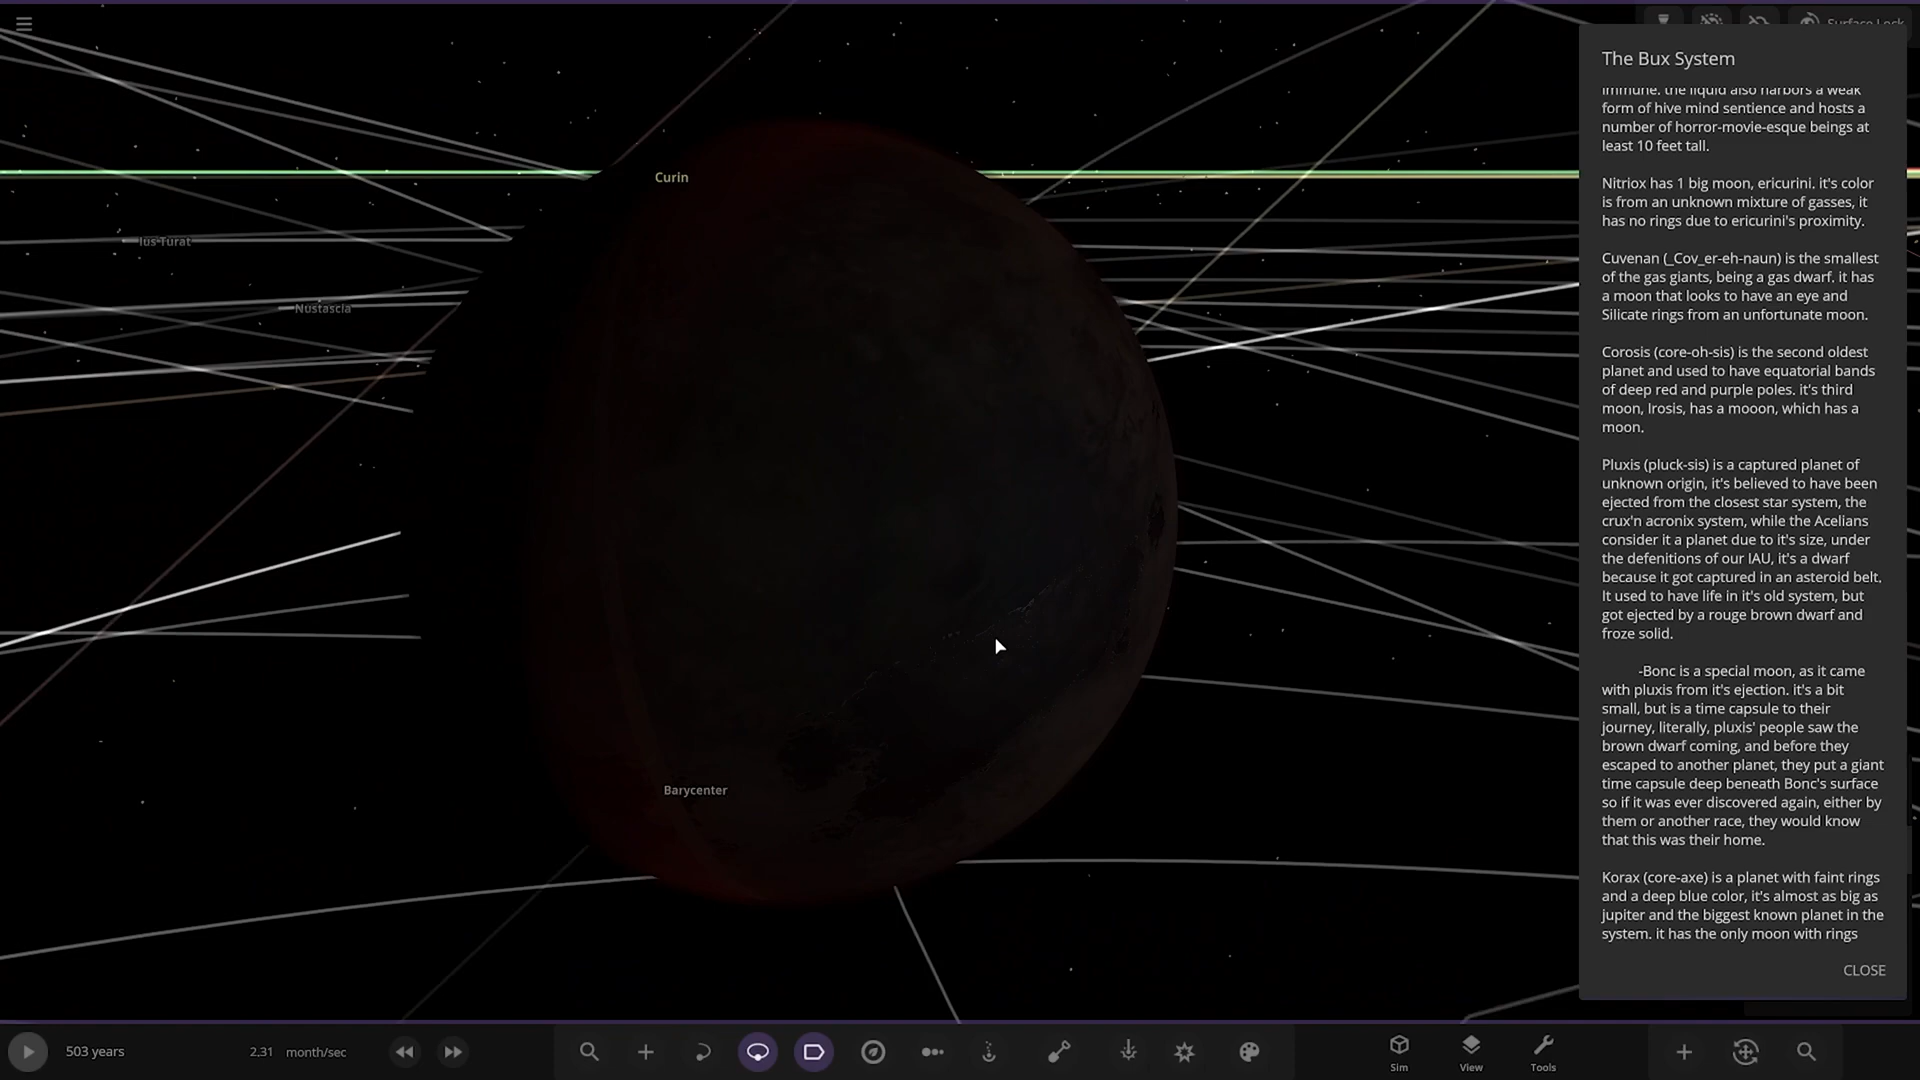 Surface Lock
The Bux System
immune. the liquid also harbors a weak
form of hive mind sentience and hosts a
number of horror-movie-esque beings at
least 10 feet tall.
Nitriox has 1 big moon, ericurini. it's color
is from an unknown mixture of gasses, it
has no rings due to ericurini's proximity.
Cuvenan (_Cov_er-eh-naun) is the smallest
of the gas giants, being a gas dwarf. it has
a moon that looks to have an eye and
Silicate rings from an unfortunate moon.
Corosis (core-oh-sis) is the second oldest
planet and used to have equatorial bands
of deep red and purple poles. it's third
moon, Irosis, has a mooon, which has a
moon.
Pluxis (pluck-sis) is a captured planet of
unknown origin, it's believed to have been
ejected from the closest star system, the
crux'n acronix system, while the Acelians
consider it a planet due to it's size, under
the defenitions of our IAU, it's a dwarf
because it got captured in an asteroid belt.
It used to have life in it's old system, but
got ejected by a rouge brown dwarf and
froze solid.
-Bonc is a special moon, as it came
with pluxis from it's ejection. it's a bit
small, but is a time capsule to their
journey, literally, pluxis' people saw the
brown dwarf coming, and before they
escaped to another planet, they put a giant
time capsule deep beneath Bonc's surface
so if it was ever discovered again, either by
them or another race, they would know
that this was their home.
Korax (core-axe) is a planet with faint rings
and a deep blue color, it's almost as big as
jupiter and the biggest known planet in the
system. it has the only moon with rings
CLOSE
Curin
Ius Turat
Nustascia
Barycenter
503 years
2.31 month/sec
Sim
View
Tools